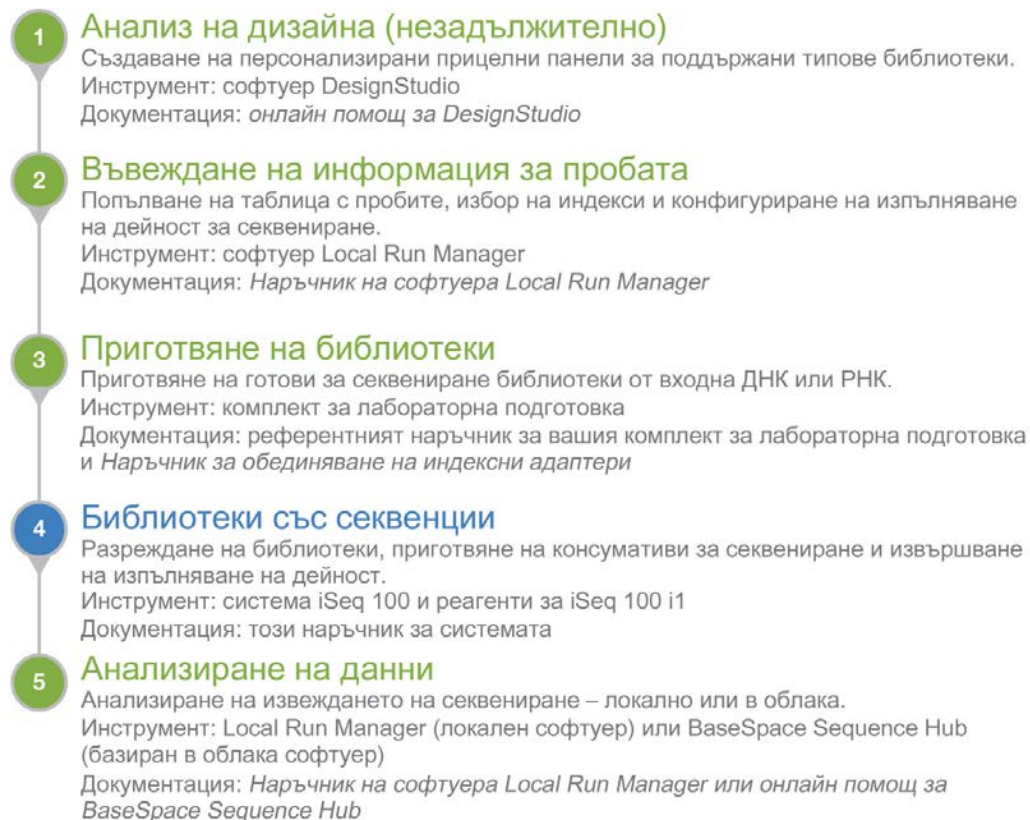 1
Анализ на дизайна (незадължително)
Създаване на персонализирани прицелни панели за поддържани типове библиотеки.
Инструмент: софтуер DesignStudio
Документация: онлайн помощ за DesignStudio
2
Въвеждане на информация за пробата
Попълване на таблица с пробите, избор на индекси и конфигуриране на изпълняване
на дейност за секвениране.
Инструмент: софтуер Local Run Manager
Документация: Наръчник на софтуера Local Run Manager
3
Приготвяне на библиотеки
Приготвяне на готови за секвениране библиотеки от входна ДНК или РНК.
Инструмент: комплект за лабораторна подготовка
Документация: референтният наръчник за вашия комплект за лабораторна подготовка
и Наръчник за обединяване на индексни адаптери
4
Библиотеки със секвенции
Разреждане на библиотеки, приготвяне на консумативи за секвениране и извършване
на изпълняване на дейност.
Инструмент: система iSeq 100 и реагенти за iSeq 100 i1
Документация: този наръчник за системата
5
Анализиране на данни
Анализиране на извеждането на секвениране – локално или в облака.
Инструмент: Local Run Manager (локален софтуер) или BaseSpace Sequence Hub
(базиран в облака софтуер)
Документация: Наръчник на софтуера Local Run Manager или онлайн помощ за
BaseSpace Sequence Hub